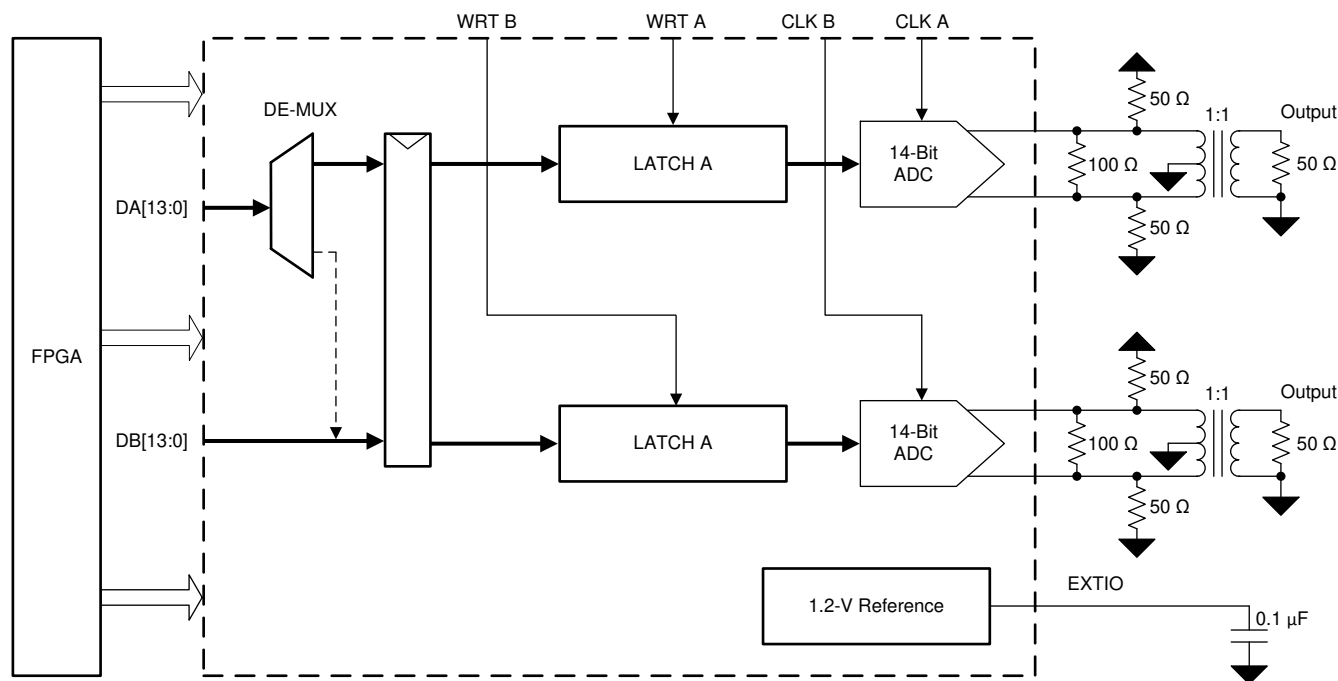 WRT B
WRT A
CLK B
CLK A
DE-MUX
50 Ω
1:1
Output
LATCH A
14-Bit
ADC
100 Ω
50 Ω
DA[13:0]
50 Ω
FPGA
50 Ω
1:1
Output
DB[13:0]
LATCH A
14-Bit
ADC
100 Ω
50 Ω
50 Ω
1.2-V Reference
EXTIO
0.1 µF